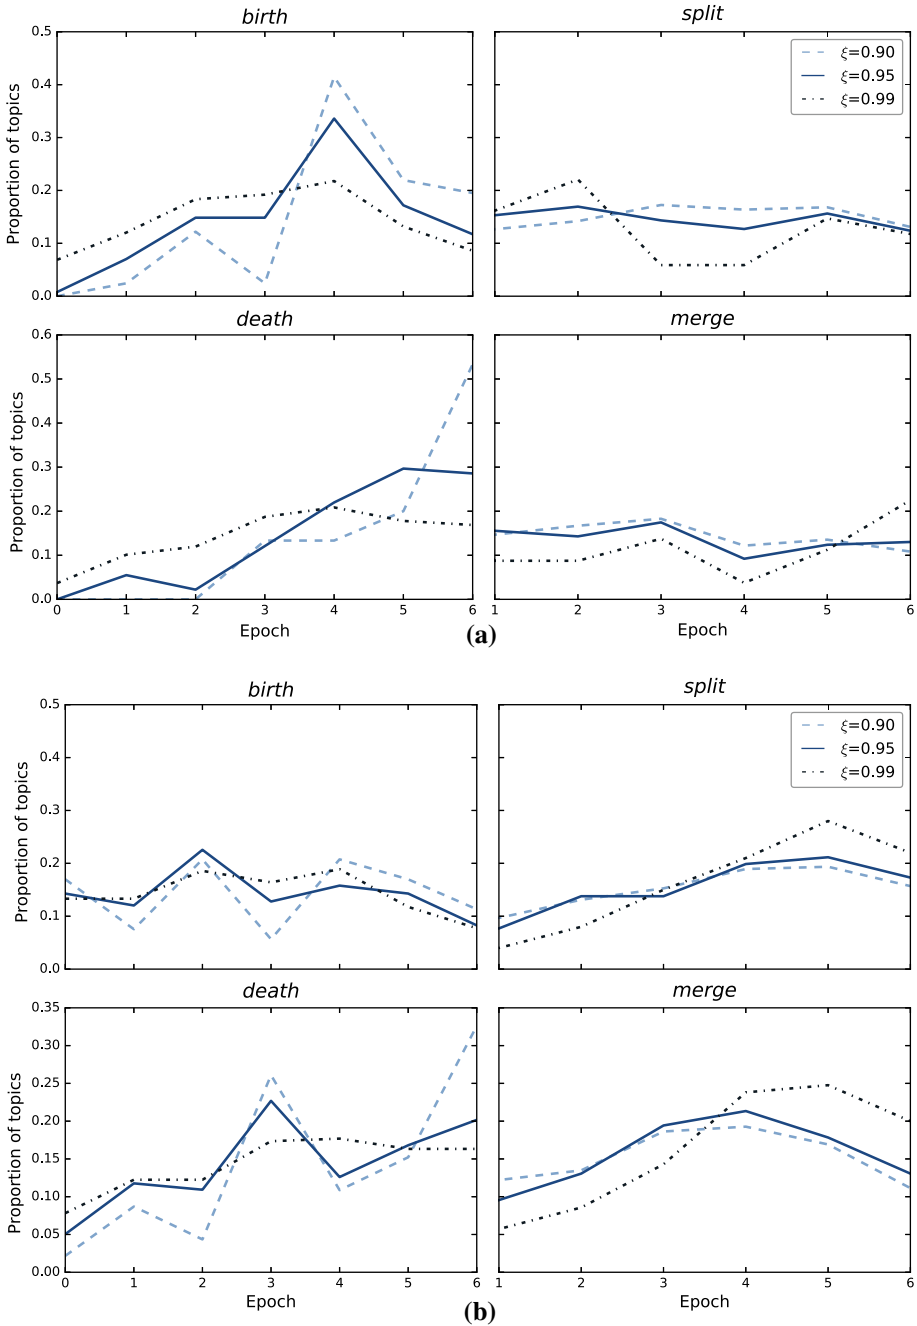 birth
split
0.5
0.4
0.3
0.2
0.1
0.0
Proportion of topics
ξ=0.90
ξ=0.95
ξ=0.99
death
merge
0.6
0.5
0.4
0.3
0.2
0.1
0.0
Proportion of topics
0 1 2 3 4 5 6
1 2 3 4 5 6
Epoch
Epoch
(a)
birth
split
0.5
0.4
0.3
0.2
0.1
0.0
Proportion of topics
ξ=0.90
ξ=0.95
ξ=0.99
death
merge
0.35
0.30
0.25
0.20
0.15
0.10
0.05
0.00
Proportion of topics
0 1 2 3 4 5 6
1 2 3 4 5 6
Epoch
Epoch
(b)